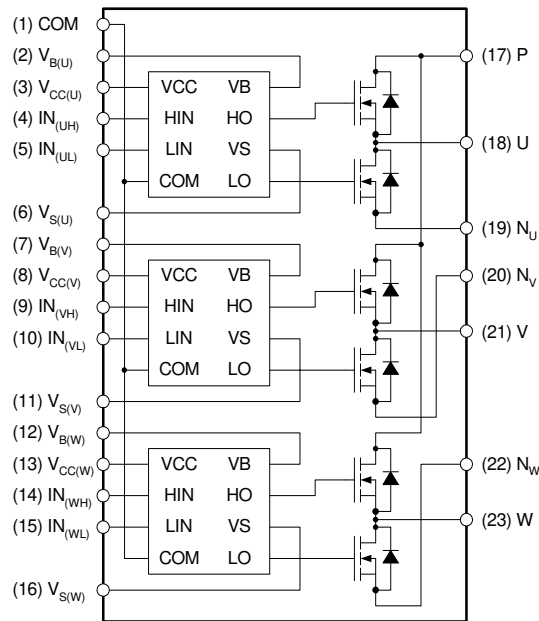 (1) COM
(2) V_B(U)
(3) V_CC(U)
(4) IN_(UH)
(5) IN_(UL)
(6) V_S(U)
(7) V_B(V)
(8) V_CC(V)
(9) IN_(VH)
(10) IN_(VL)
(11) V_S(V)
(12) V_B(W)
(13) V_CC(W)
(14) IN_(WH)
(15) IN_(WL)
(16) V_S(W)
VCC VB
HIN HO
LIN VS
COM LO
VCC VB
HIN HO
LIN VS
COM LO
VCC VB
HIN HO
LIN VS
COM LO
(17) P
(18) U
(19) N_U
(20) N_V
(21) V
(22) N_W
(23) W